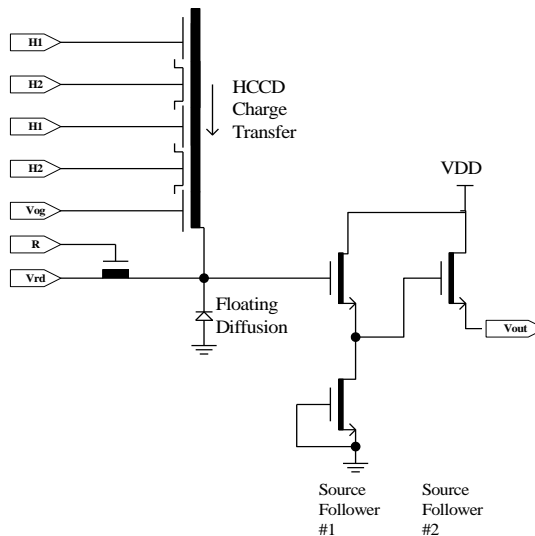 H1
H2
H1
H2
Vog
R
Vrd
HCCD
Charge
Transfer
VDD
Floating
Diffusion
Vout
Source
Follower
#1
Source
Follower
#2